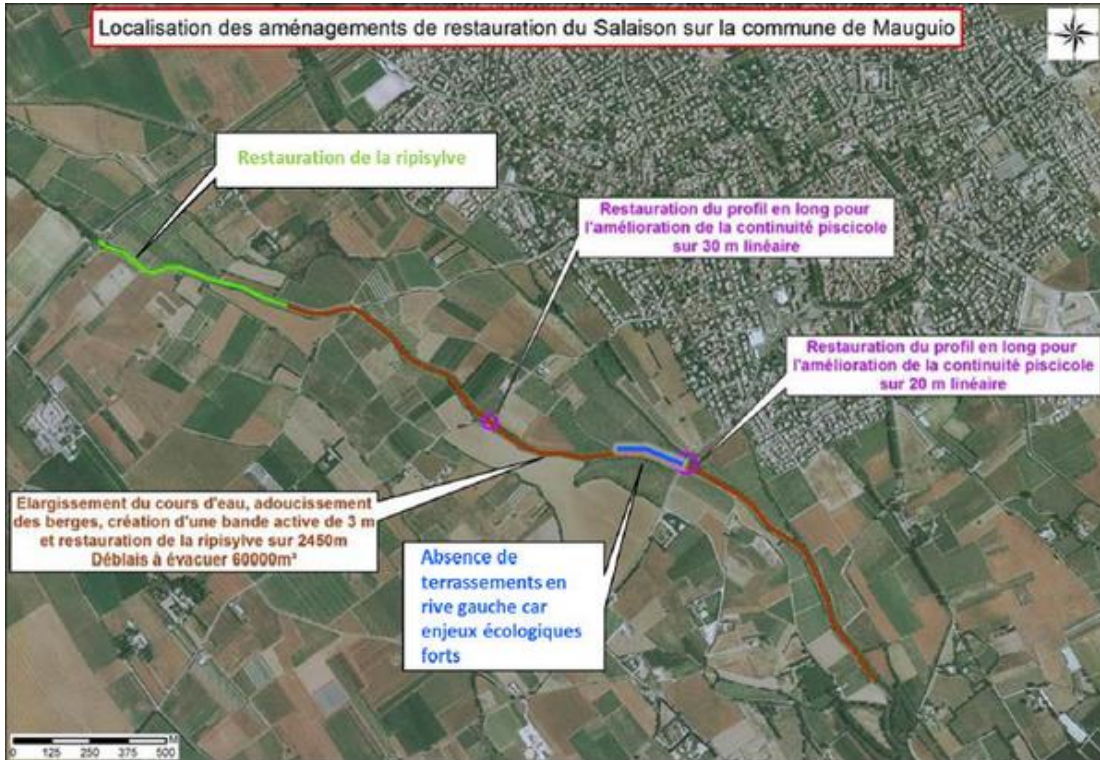 Localisation des aménagements de restauration du Salaison sur la commune de Mauguio
Restauration de la ripisylve
Restauration du profil en long pour
l'amélioration de la continuité piscicole
sur 30 m linéaire
Restauration du profil en long pour
l'amélioration de la continuité piscicole
sur 20 m linéaire
Elargissement du cours d'eau, adoucissement
des berges, création d'une bande active de 3 m
et restauration de la ripisylve sur 2450m
Déblais à évacuer 60000m³
Absence de
terrassements en
rive gauche car
enjeux écologiques
forts
M
0 125 250 375 500